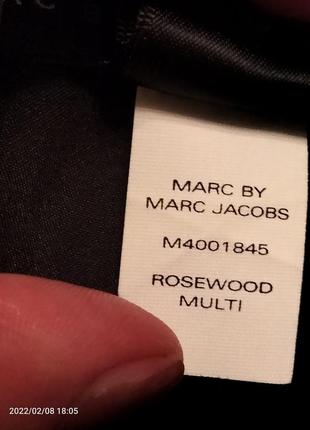 MARC BY
MARC JACOBS
M4001845
ROSEWOOD
MULTI
2022/02/08 18:05